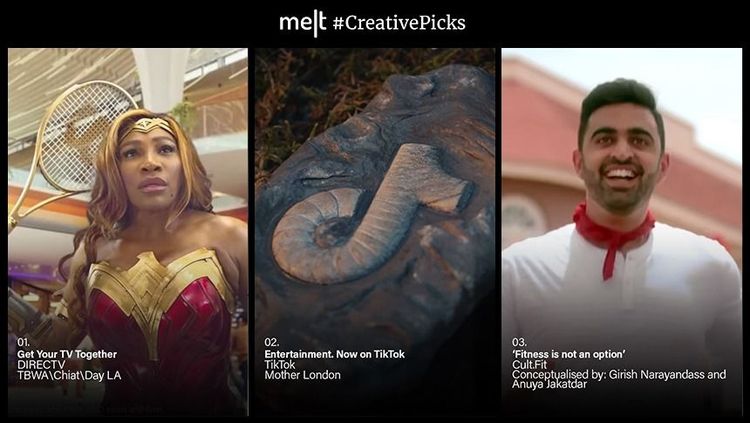 melt #CreativePicks
01.
Get Your TV Together
DIRECTV
TBWA\Chiat\Day LA
02.
Entertainment. Now on TikTok
TikTok
Mother London
03.
‘Fitness is not an option’
Cult.Fit
Conceptualised by: Girish Narayandass and
Anuya Jakatdar